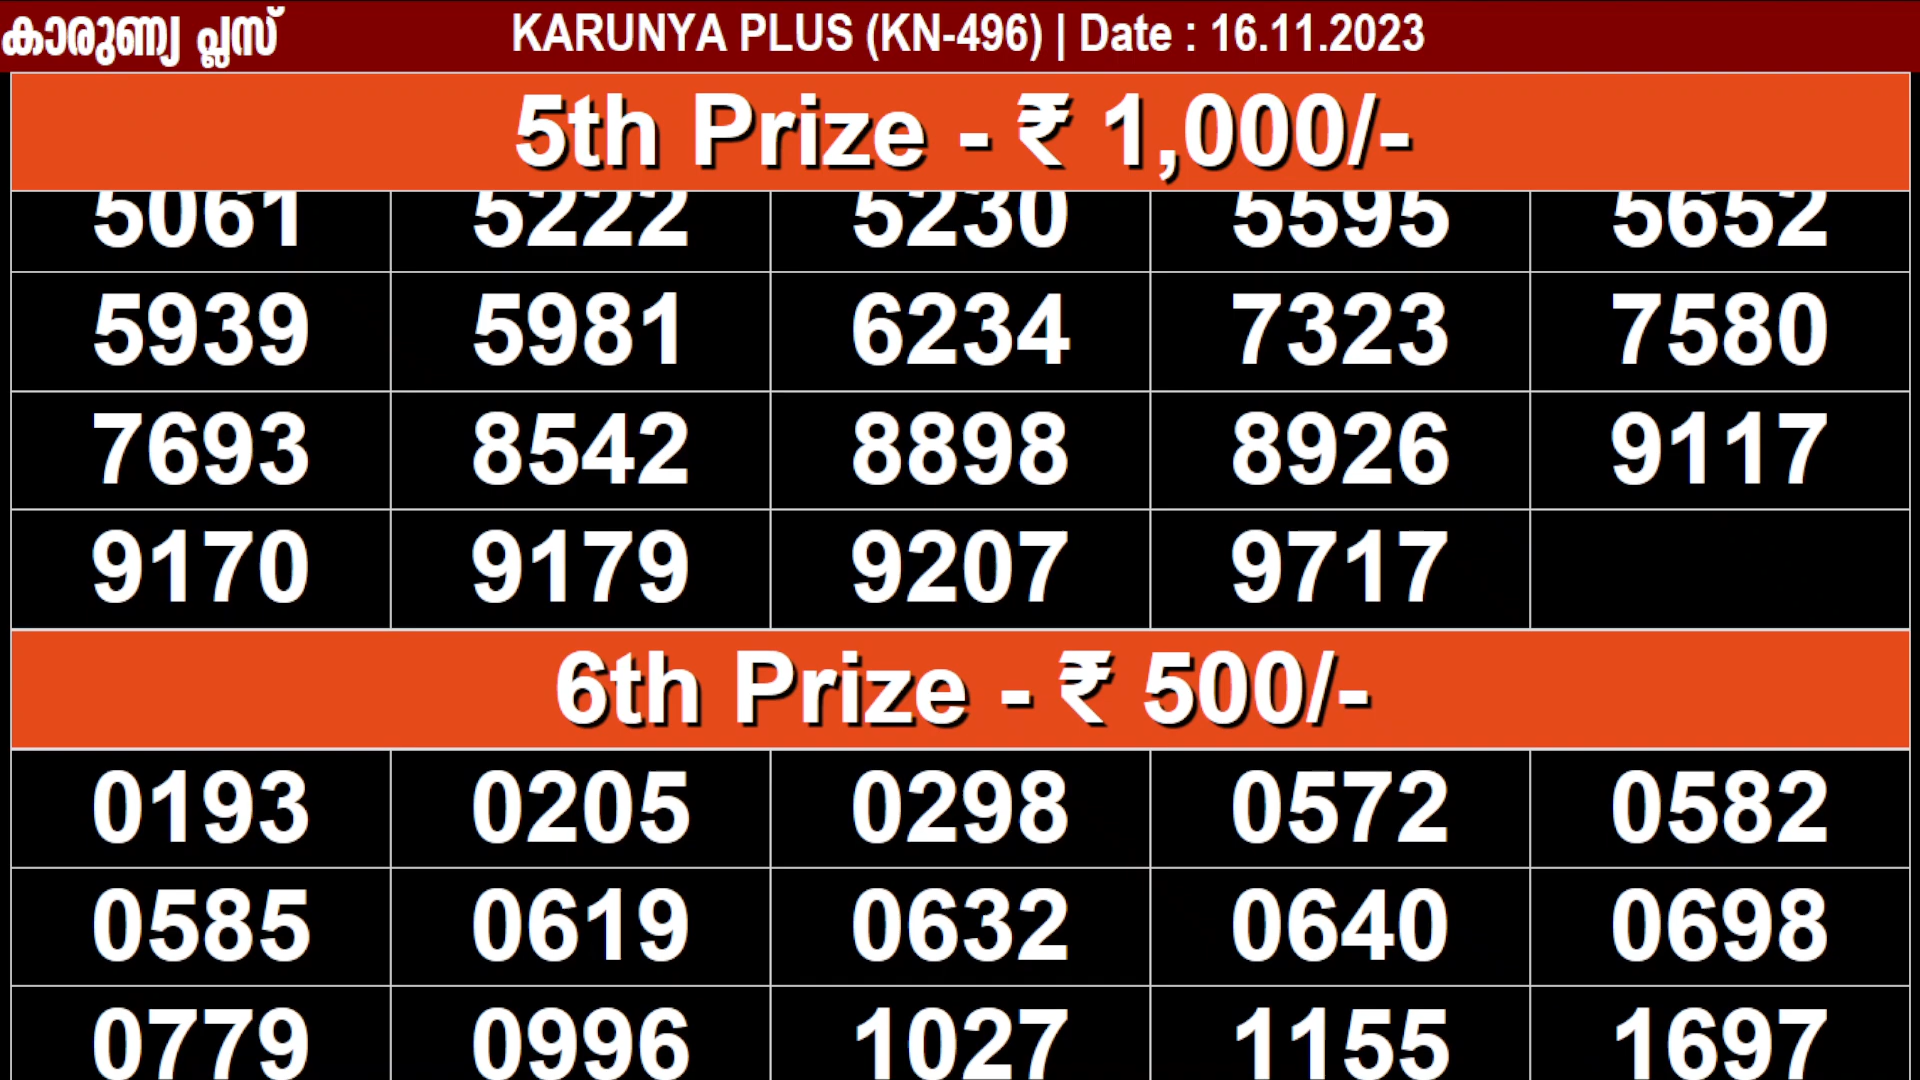 കാരുണ്യ പ്ലസ് KARUNYA PLUS (KN-496) | Date : 16.11.2023
5th Prize - ₹ 1,000/-
5061 5222 5230 5595 5652
5939 5981 6234 7323 7580
7693 8542 8898 8926 9117
9170 9179 9207 9717
6th Prize - ₹ 500/-
0193 0205 0298 0572 0582
0585 0619 0632 0640 0698
0779 0996 1027 1155 1697